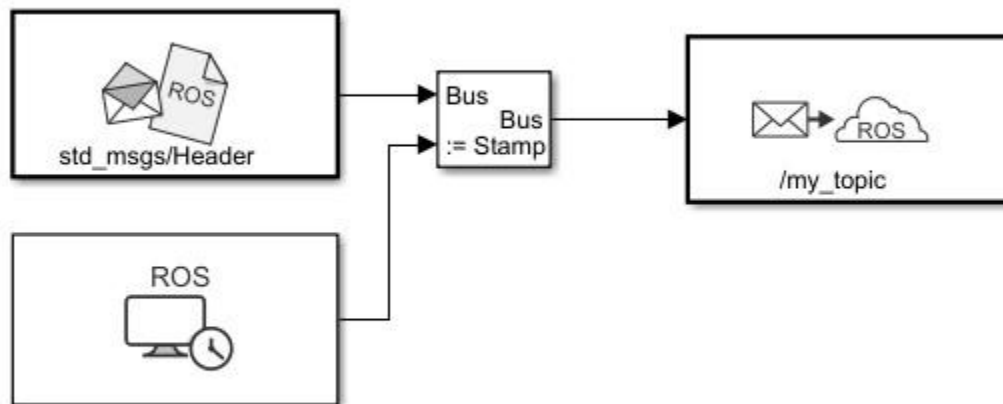 ROS
std_msgs/Header
Bus
Bus
:= Stamp
ROS
/my_topic
ROS